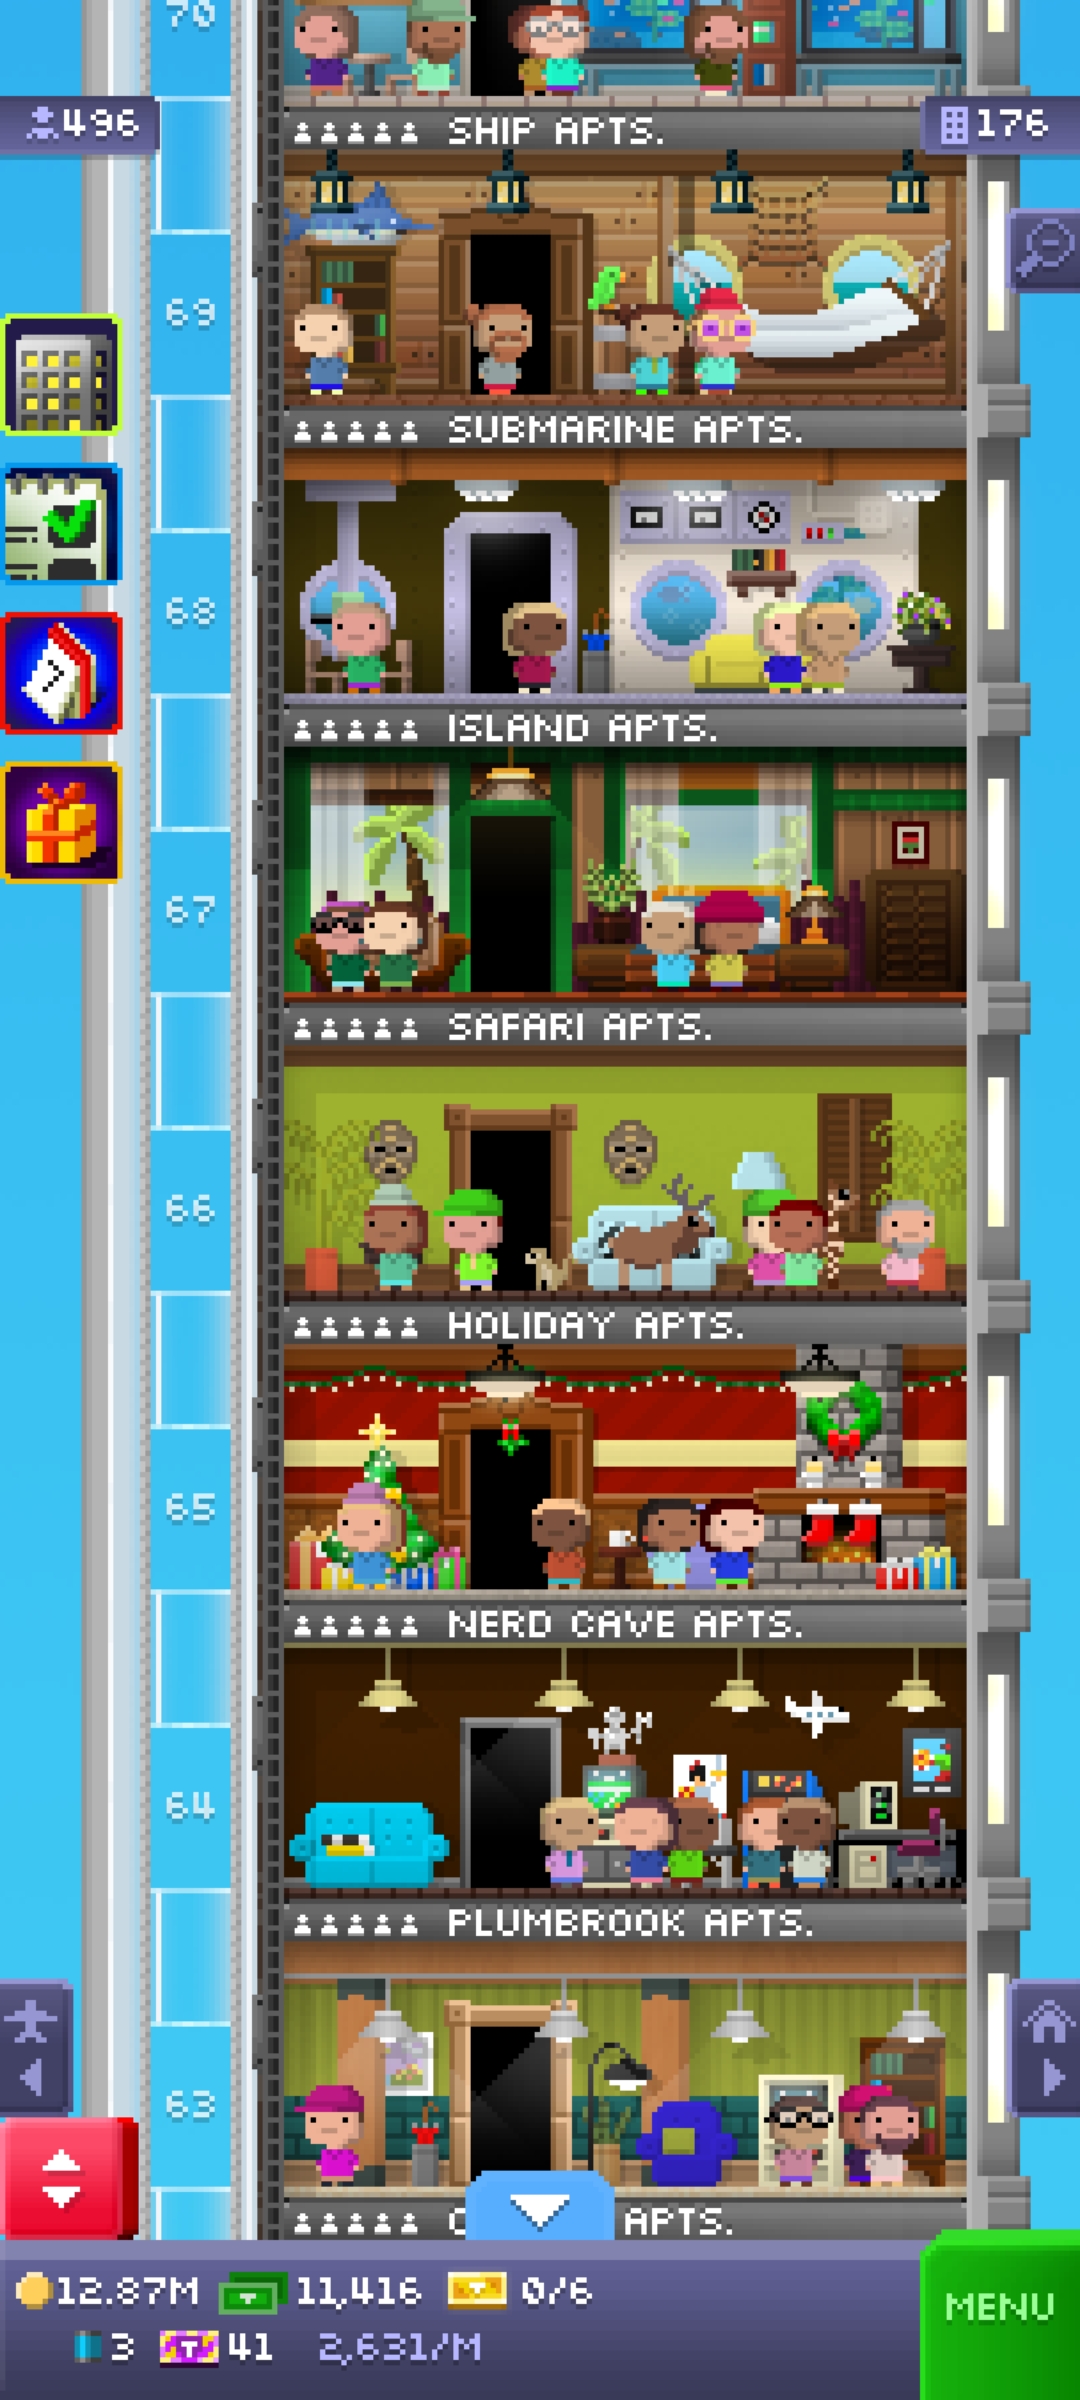 70
496
176
SHIP APTS.
69
SUBMARINE APTS.
68
ISLAND APTS.
67
SAFARI APTS.
66
HOLIDAY APTS.
65
NERD CAVE APTS.
64
PLUMBROOK APTS.
63
APTS.
12.87M 11,416 0/6
3 41 2,631/M
MENU